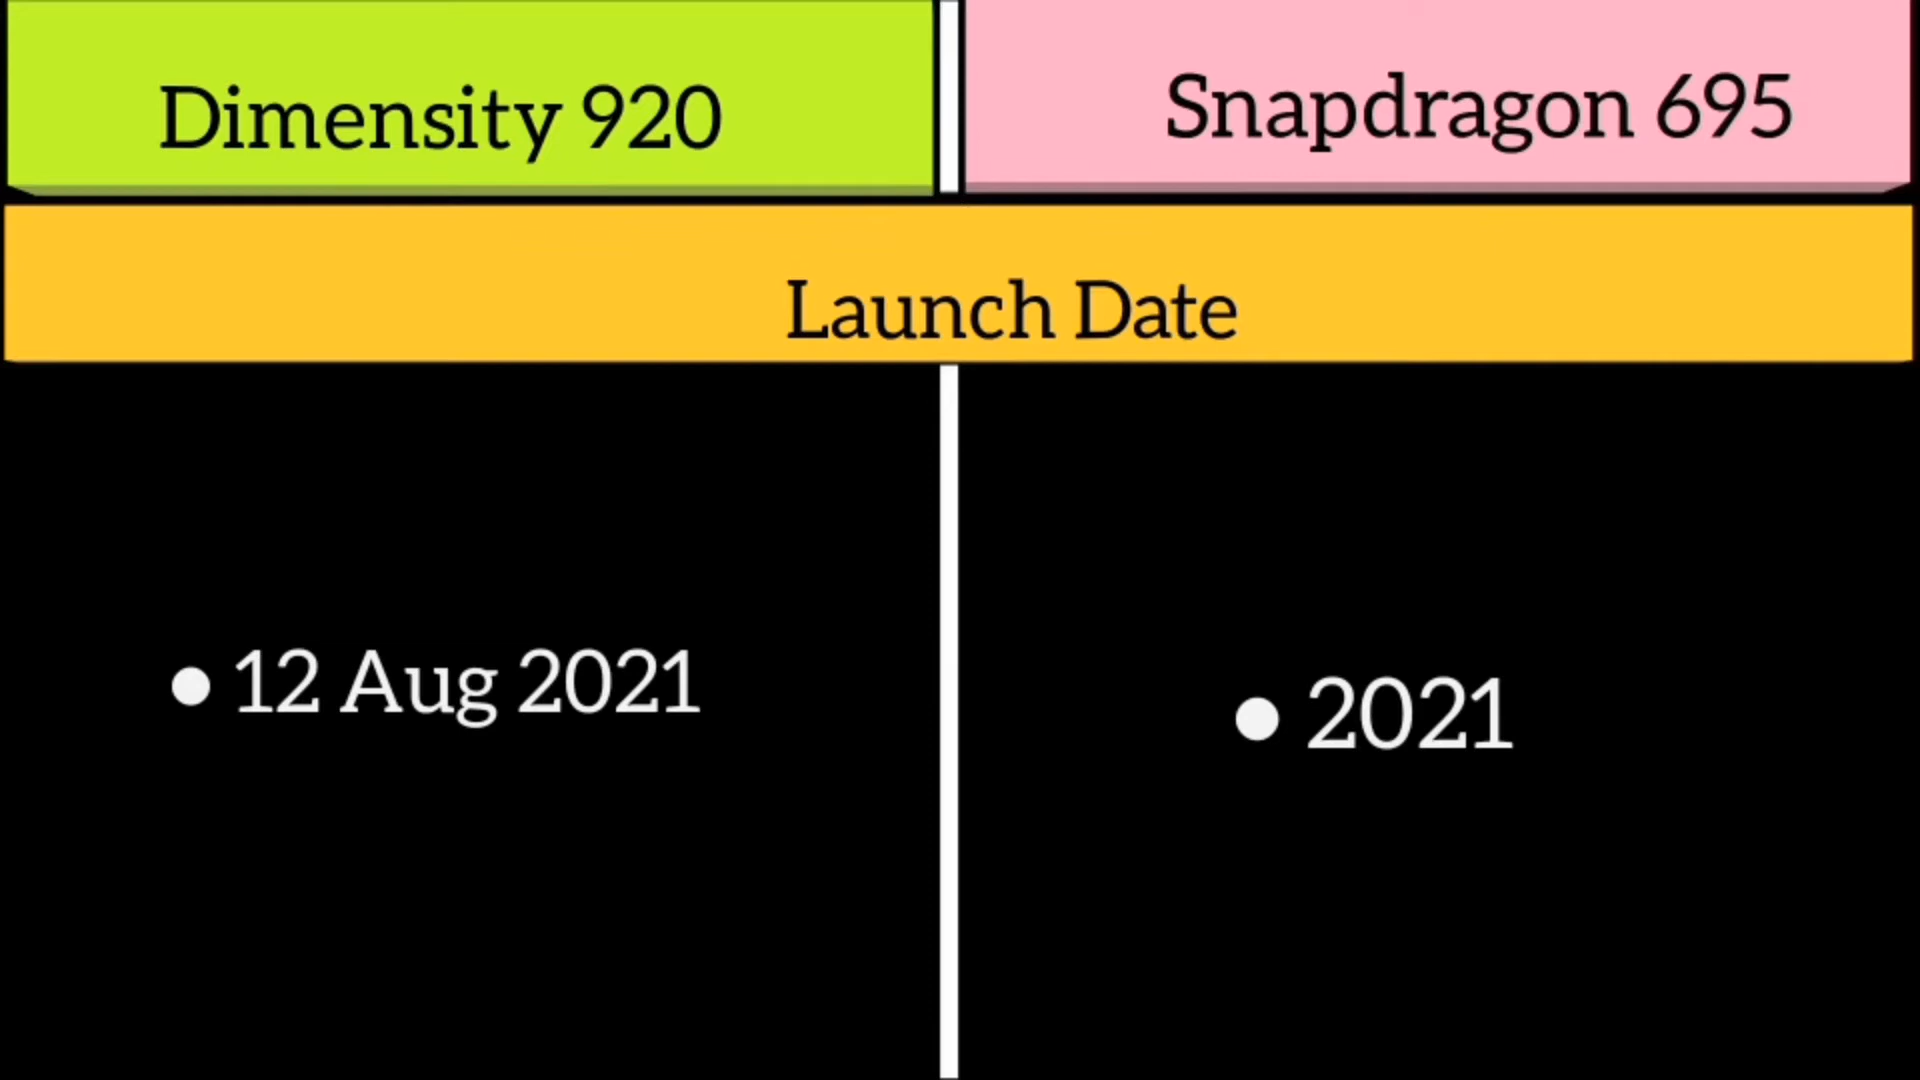 Dimensity 920
Snapdragon 695
Launch Date
● 12 Aug 2021
● 2021